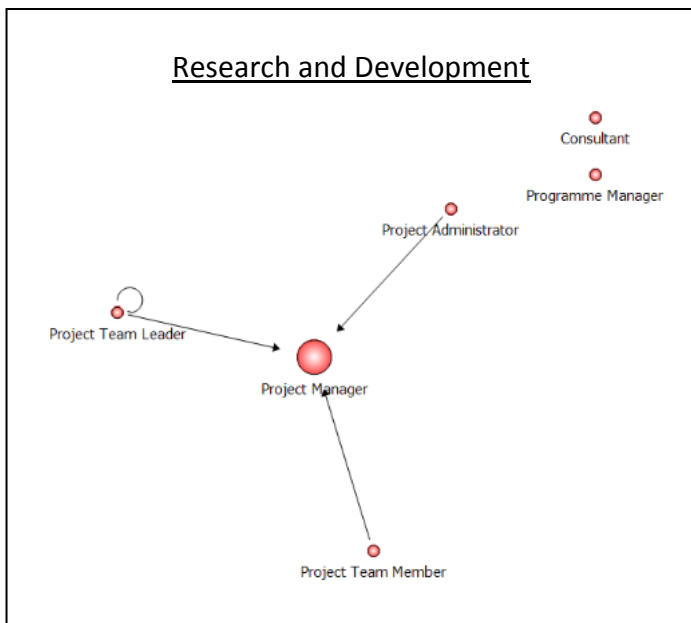 Research and Development
Consultant
Programme Manager
Project Administrator
Project Team Leader
Project Manager
Project Team Member